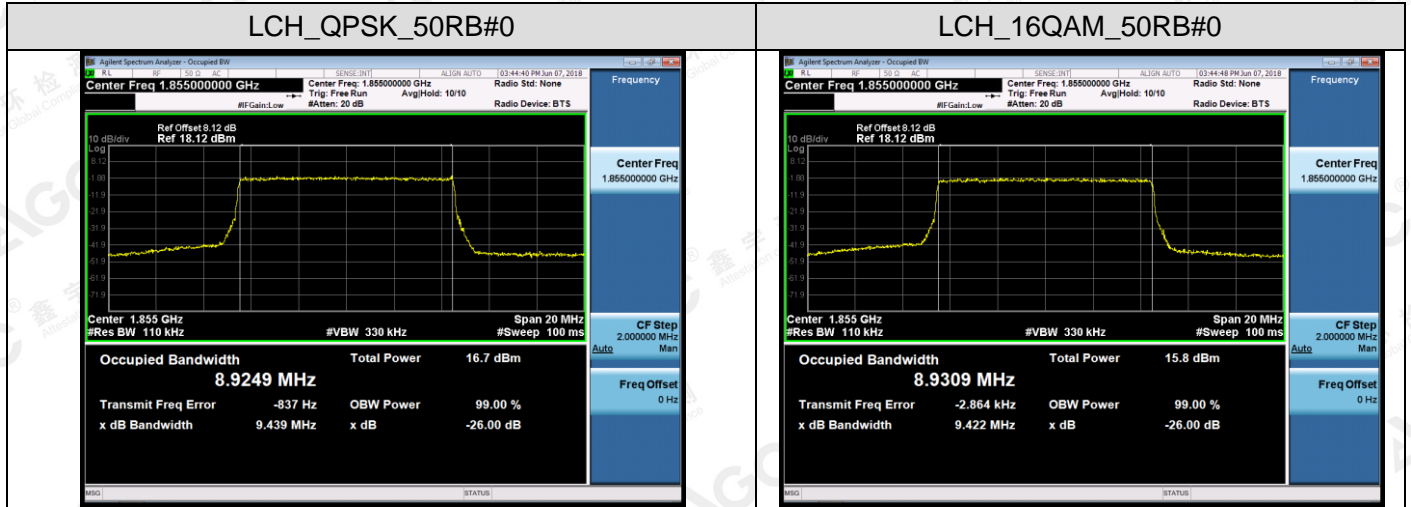 LCH_QPSK_50RB#0
Agilent Spectrum Analyzer - Occupied BW
RL RF 50 Ω AC SENSE:INT ALIGN AUTO 03:44:40 PM Jun 07, 2018
Center Freq 1.855000000 GHz
Center Freq: 1.855000000 GHz
Radio Std: None
Trig: Free Run Avg|Hold: 10/10
#IFGain:Low #Atten: 20 dB Radio Device: BTS
Ref Offset 8.12 dB
10 dB/div Ref 18.12 dBm
Log
8.12
-1.88
-11.9
-21.9
-31.9
-41.9
-51.9
-61.9
-71.9
Center 1.855 GHz Span 20 MHz
#Res BW 110 kHz #VBW 330 kHz #Sweep 100 ms
Occupied Bandwidth Total Power 16.7 dBm
8.9249 MHz
Transmit Freq Error -837 Hz OBW Power 99.00 %
x dB Bandwidth 9.439 MHz x dB -26.00 dB
MSG STATUS
Frequency
Center Freq
1.855000000 GHz
CF Step
2.000000 MHz
Auto Man
Freq Offset
0 Hz
LCH_16QAM_50RB#0
Agilent Spectrum Analyzer - Occupied BW
RL RF 50 Ω AC SENSE:INT ALIGN AUTO 03:44:48 PM Jun 07, 2018
Center Freq 1.855000000 GHz
Center Freq: 1.855000000 GHz
Radio Std: None
Trig: Free Run Avg|Hold: 10/10
#IFGain:Low #Atten: 20 dB Radio Device: BTS
Ref Offset 8.12 dB
10 dB/div Ref 18.12 dBm
Log
8.12
-1.88
-11.9
-21.9
-31.9
-41.9
-51.9
-61.9
-71.9
Center 1.855 GHz Span 20 MHz
#Res BW 110 kHz #VBW 330 kHz #Sweep 100 ms
Occupied Bandwidth Total Power 15.8 dBm
8.9309 MHz
Transmit Freq Error -2.864 kHz OBW Power 99.00 %
x dB Bandwidth 9.422 MHz x dB -26.00 dB
MSG STATUS
Frequency
Center Freq
1.855000000 GHz
CF Step
2.000000 MHz
Auto Man
Freq Offset
0 Hz